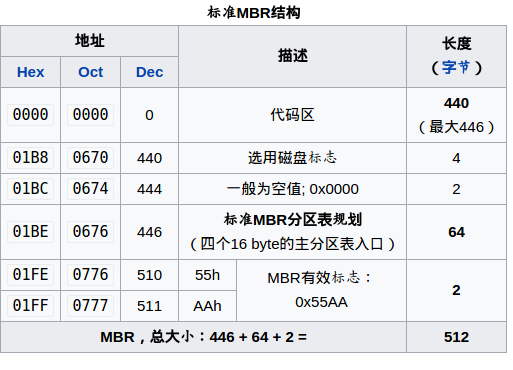 标准MBR结构
地址 描述 长度
（字节）
Hex Oct Dec
0000 0000 0 代码区 440
（最大446）
01B8 0670 440 选用磁盘标志 4
01BC 0674 444 一般为空值; 0x0000 2
01BE 0676 446 标准MBR分区表规划
（四个16 byte的主分区表入口） 64
01FE 0776 510 55h MBR有效标志：
0x55AA 2
01FF 0777 511 AAh
MBR，总大小：446 + 64 + 2 = 512